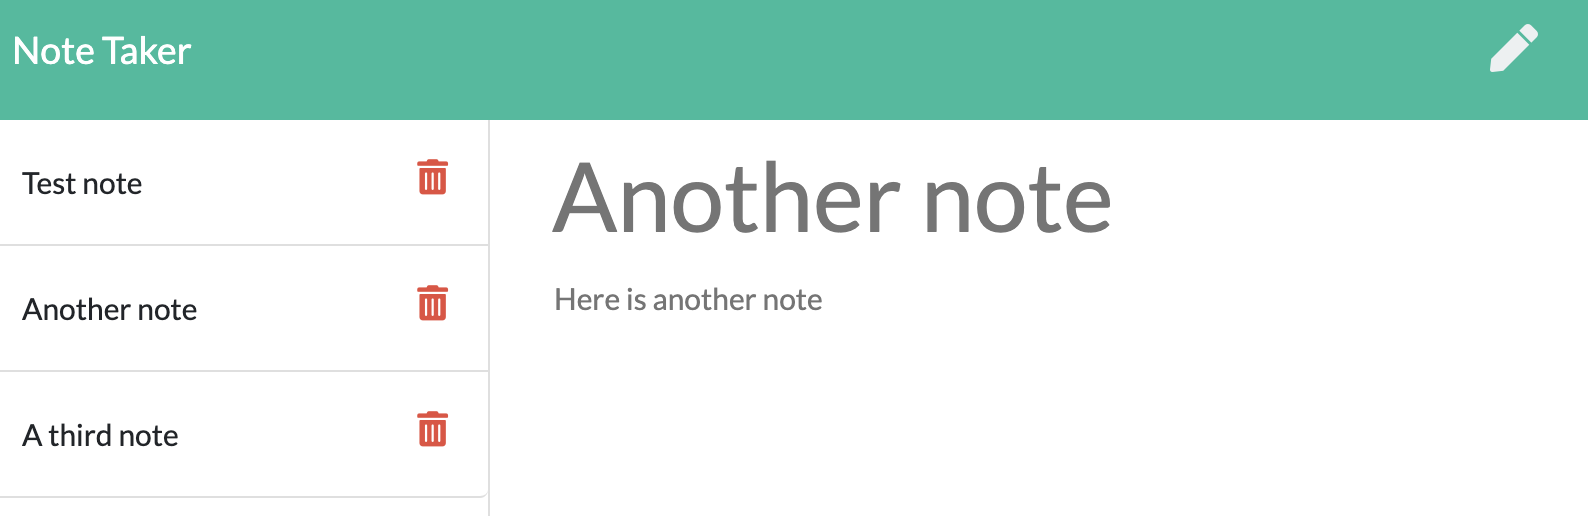 Note Taker
Test note
Another note
A third note
Another note
Here is another note